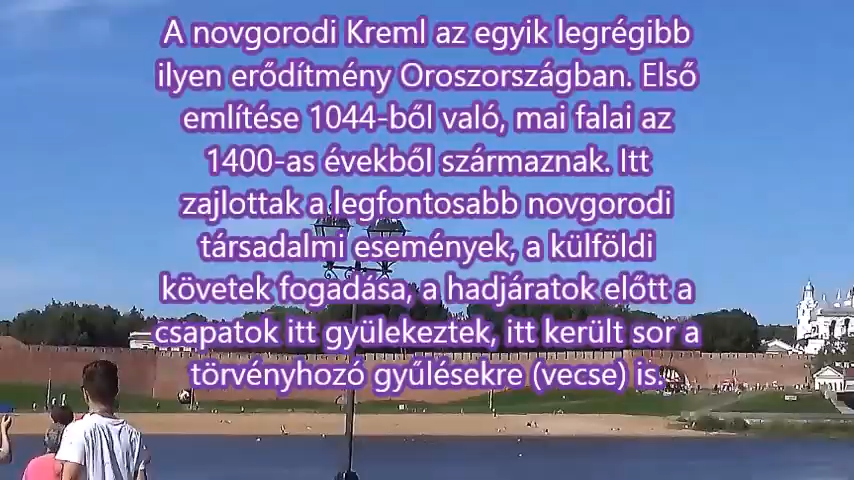 A novgorodi Kreml az egyik legrégibb
ilyen erődítmény Oroszországban. Első
említése 1044-ből való, mai falai az
1400-as évekből származnak. Itt
zajlottak a legfontosabb novgorodi
társadalmi események, a külföldi
követek fogadása, a hadjáratok előtt a
csapatok itt gyülekeztek, itt került sor a
törvényhozó gyűlésekre (vecse) is.